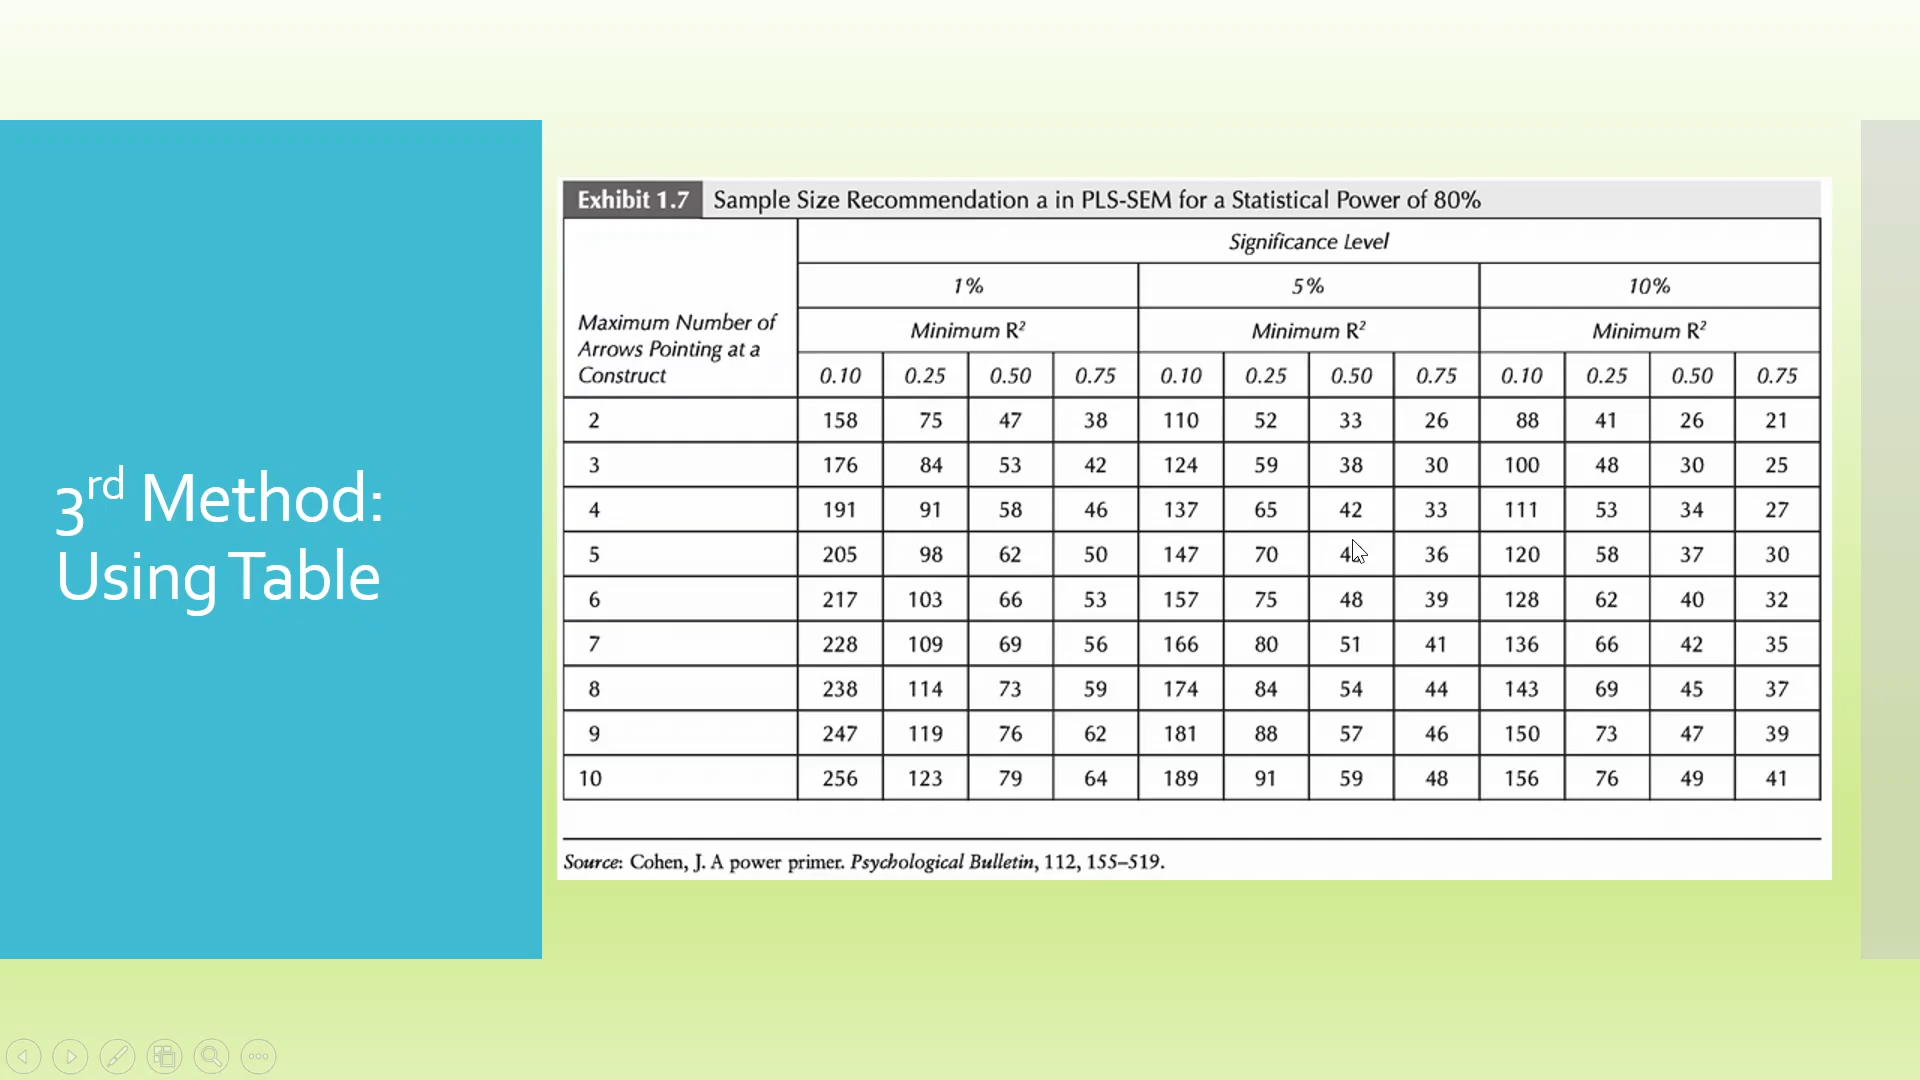 3rd Method:
Using Table
Exhibit 1.7 Sample Size Recommendation a in PLS-SEM for a Statistical Power of 80%
Significance Level
1% 5% 10%
Maximum Number of
Arrows Pointing at a
Construct
Minimum R² Minimum R² Minimum R²
0.10 0.25 0.50 0.75 0.10 0.25 0.50 0.75 0.10 0.25 0.50 0.75
2 158 75 47 38 110 52 33 26 88 41 26 21
3 176 84 53 42 124 59 38 30 100 48 30 25
4 191 91 58 46 137 65 42 33 111 53 34 27
5 205 98 62 50 147 70 36 120 58 37 30
6 217 103 66 53 157 75 48 39 128 62 40 32
7 228 109 69 56 166 80 51 41 136 66 42 35
8 238 114 73 59 174 84 54 44 143 69 45 37
9 247 119 76 62 181 88 57 46 150 73 47 39
10 256 123 79 64 189 91 59 48 156 76 49 41
Source: Cohen, J. A power primer. Psychological Bulletin, 112, 155–519.